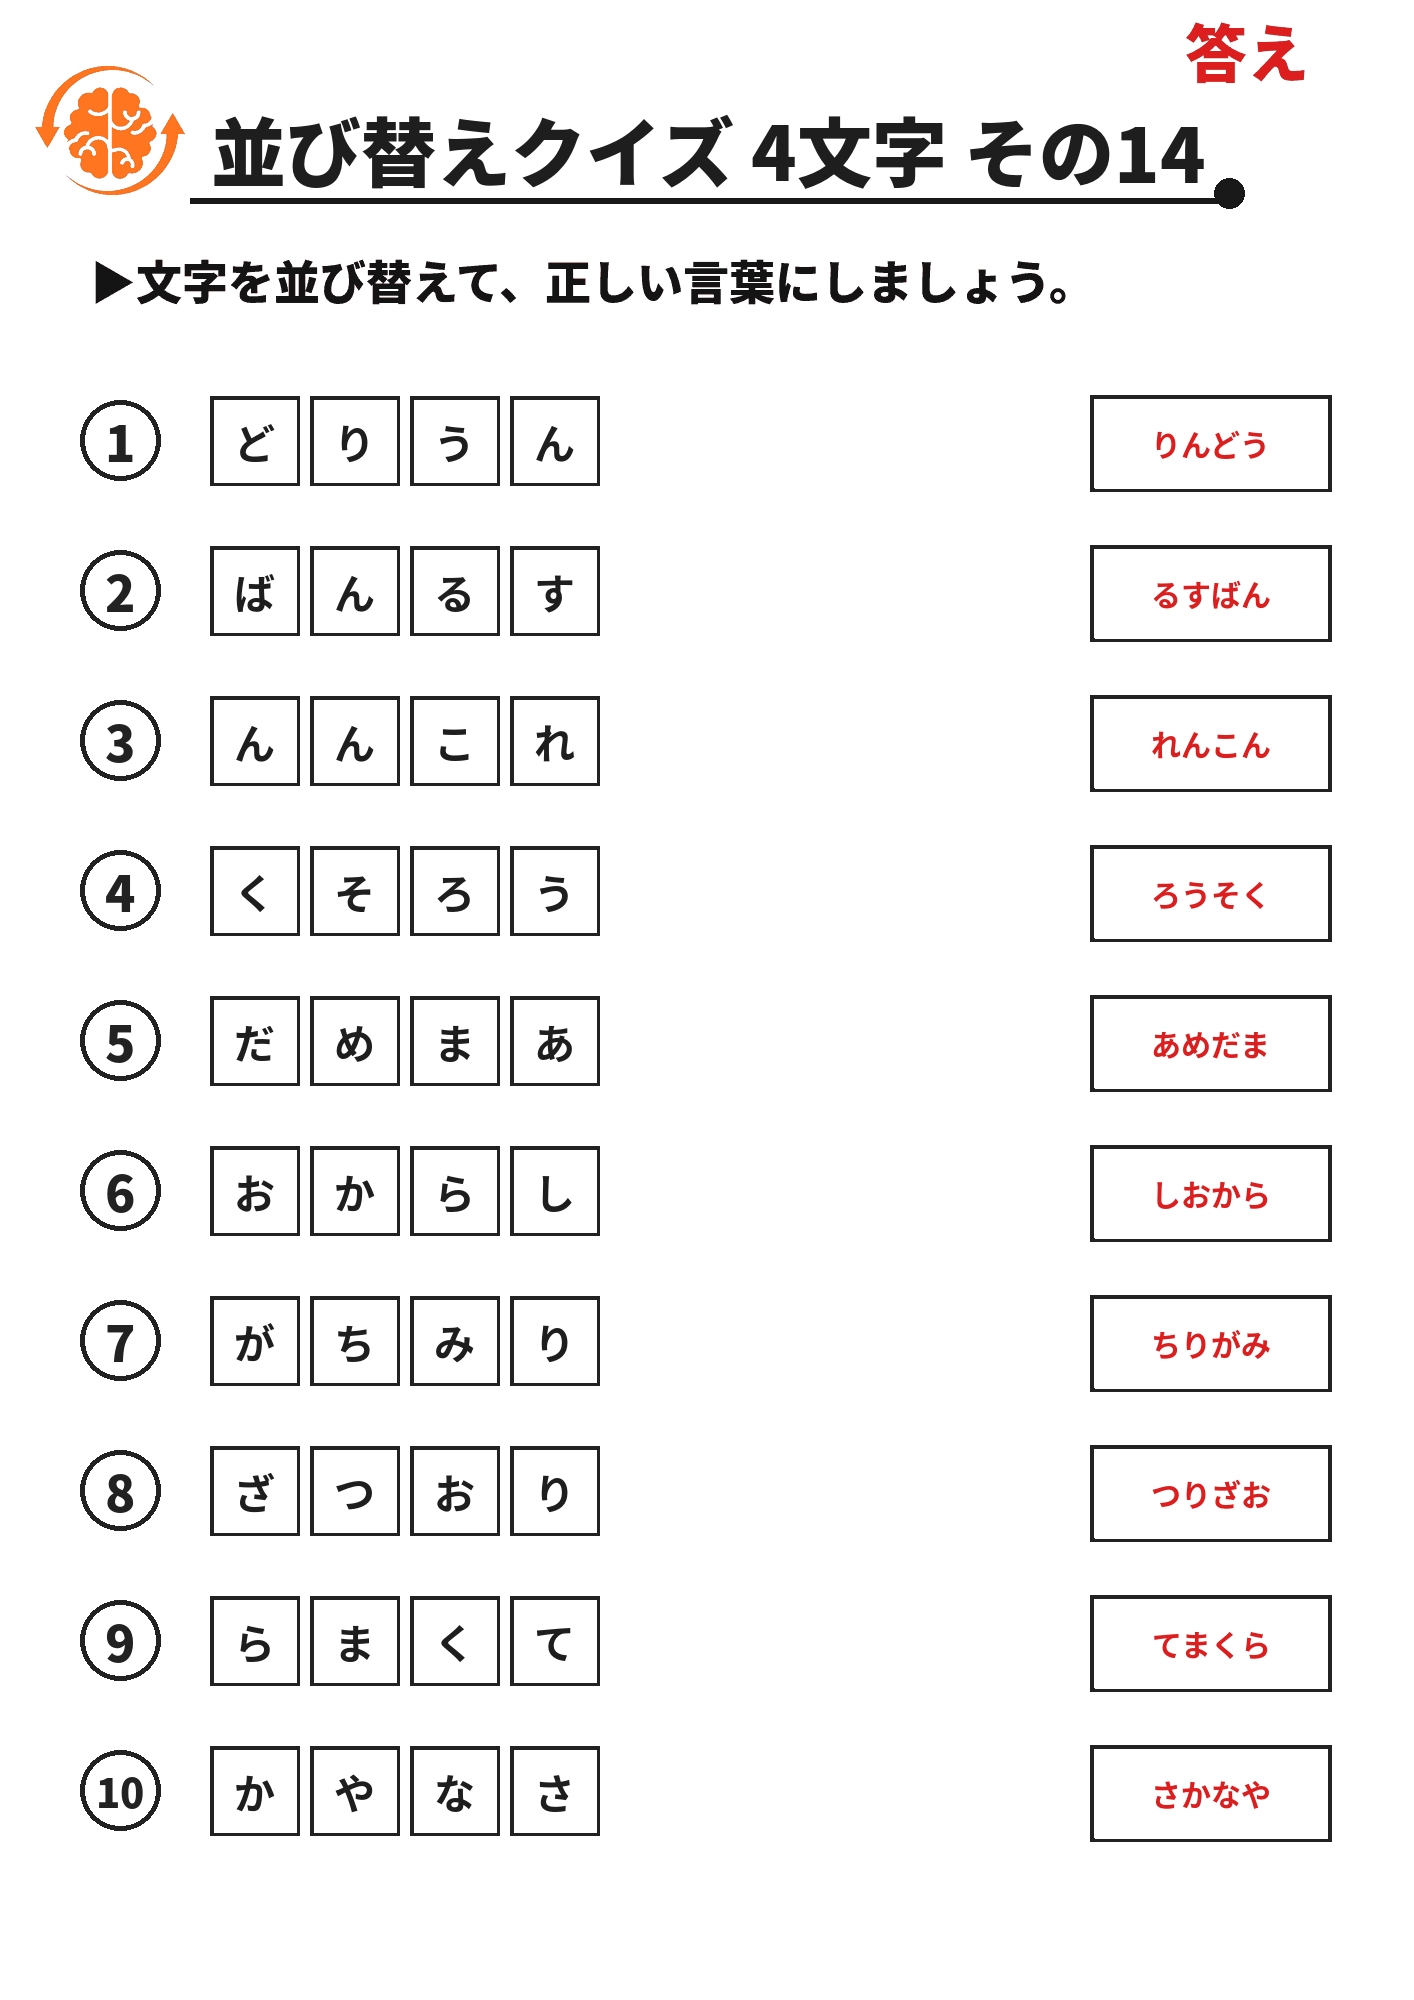 答え
並び替えクイズ 4文字 その14
▶文字を並び替えて、正しい言葉にしましょう。
1 ど り う ん りんどう
2 ば ん る す るすばん
3 ん ん こ れ れんこん
4 く そ ろ う ろうそく
5 だ め ま あ あめだま
6 お か ら し しおから
7 が ち み り ちりがみ
8 ざ つ お り つりざお
9 ら ま く て てまくら
10 か や な さ さかなや